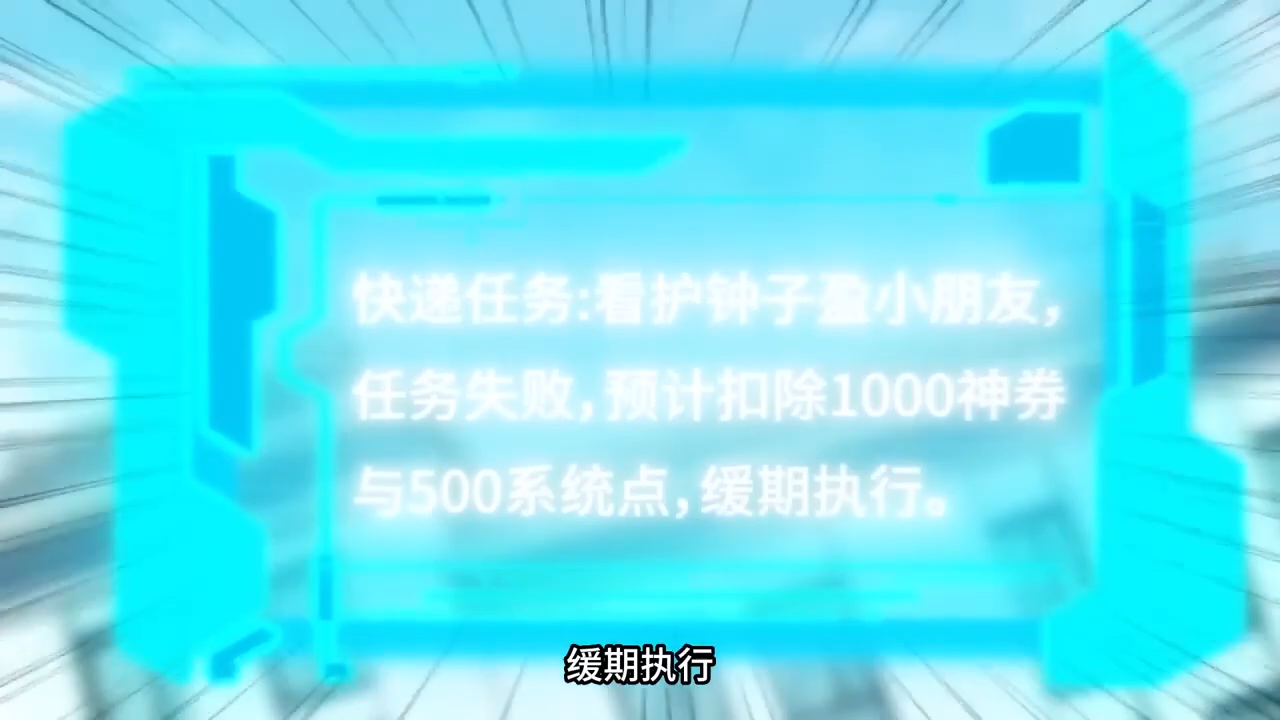 快递任务:看护钟子盈小朋友,
任务失败,预计扣除1000神券
与500系统点,缓期执行。
缓期执行